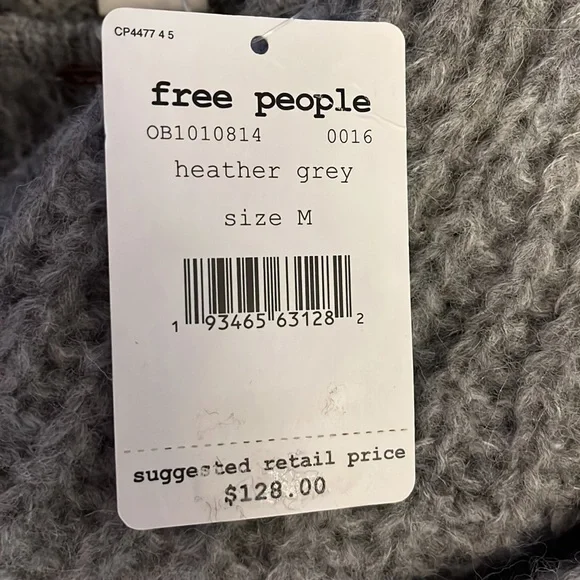 CP4477 4 5
free people
OB1010814 0016
heather grey
size M
1 93465 63128 2
suggested retail price
$128.00